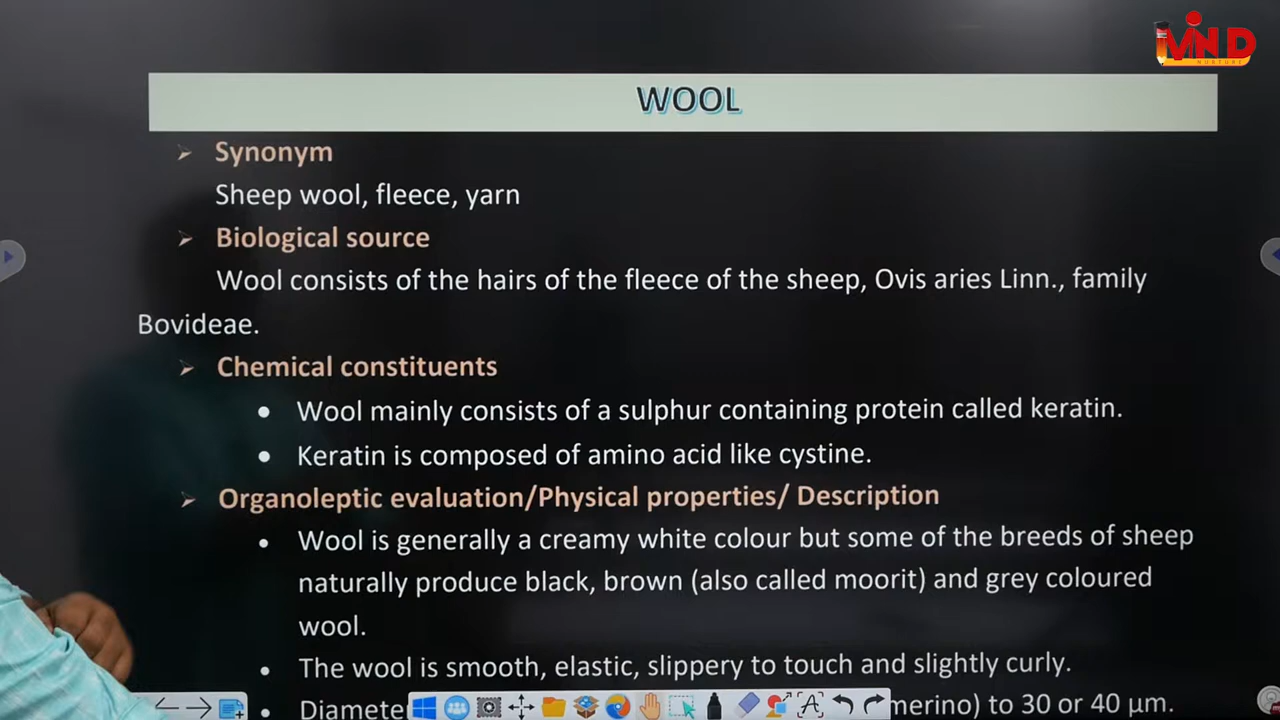 MIND
NURTURE
WOOL
➢ Synonym
Sheep wool, fleece, yarn
➢ Biological source
Wool consists of the hairs of the fleece of the sheep, Ovis aries Linn., family
Bovideae.
➢ Chemical constituents
• Wool mainly consists of a sulphur containing protein called keratin.
• Keratin is composed of amino acid like cystine.
➢ Organoleptic evaluation/Physical properties/ Description
• Wool is generally a creamy white colour but some of the breeds of sheep
naturally produce black, brown (also called moorit) and grey coloured
wool.
• The wool is smooth, elastic, slippery to touch and slightly curly.
• merino) to 30 or 40 µm.